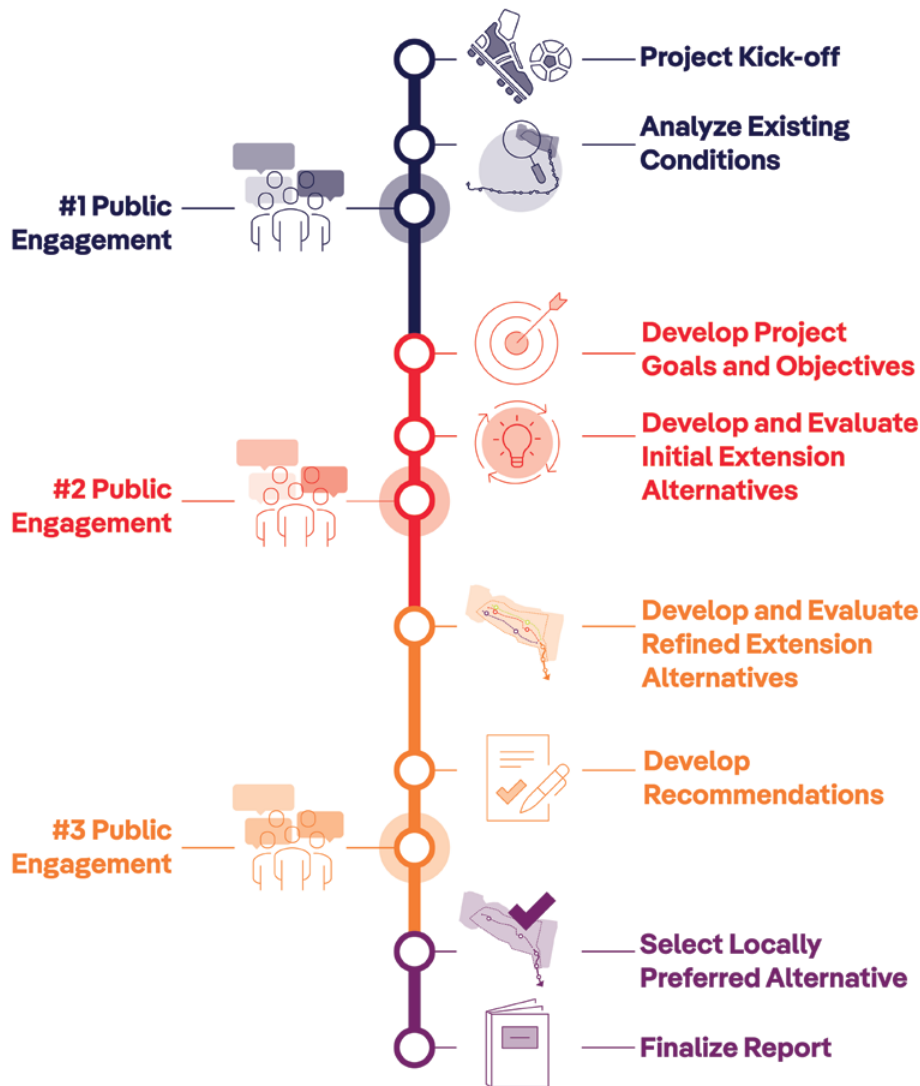 Project Kick-off
Analyze Existing
Conditions
#1 Public
Engagement
Develop Project
Goals and Objectives
Develop and Evaluate
Initial Extension
Alternatives
#2 Public
Engagement
Develop and Evaluate
Refined Extension
Alternatives
Develop
Recommendations
#3 Public
Engagement
Select Locally
Preferred Alternative
Finalize Report